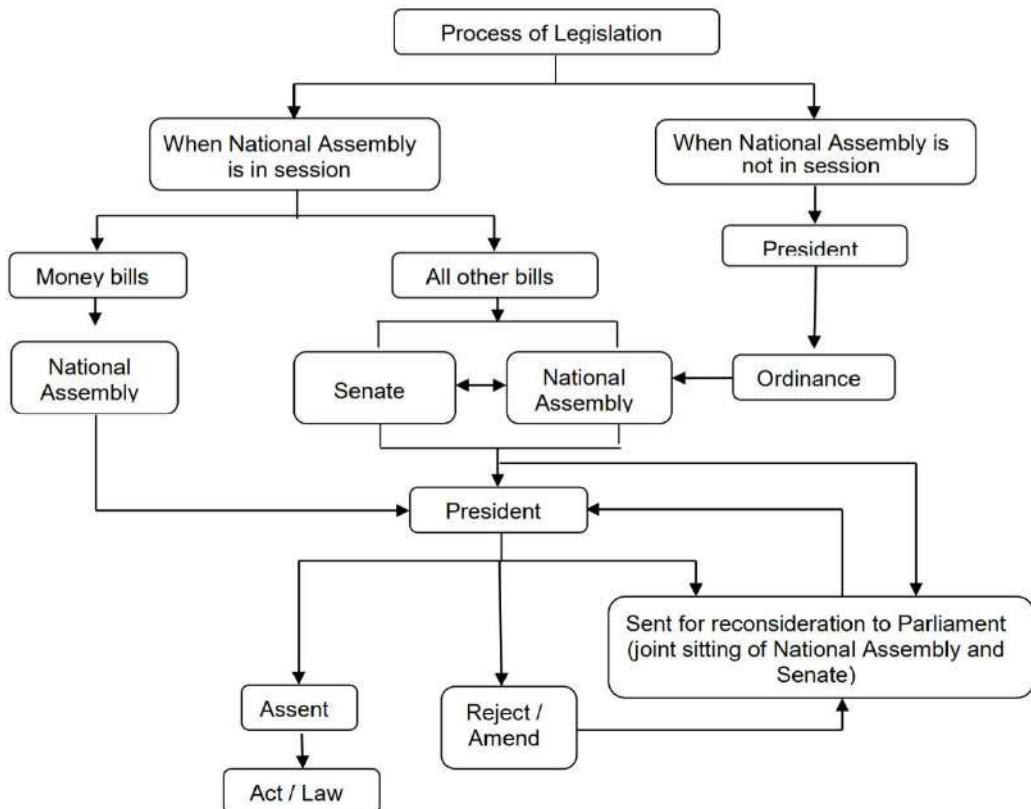 Process of Legislation
When National Assembly
is in session
When National Assembly is
not in session
President
Money bills
All other bills
National
Assembly
Senate
National
Assembly
Ordinance
President
Sent for reconsideration to Parliament
(joint sitting of National Assembly and
Senate)
Assent
Reject /
Amend
Act / Law